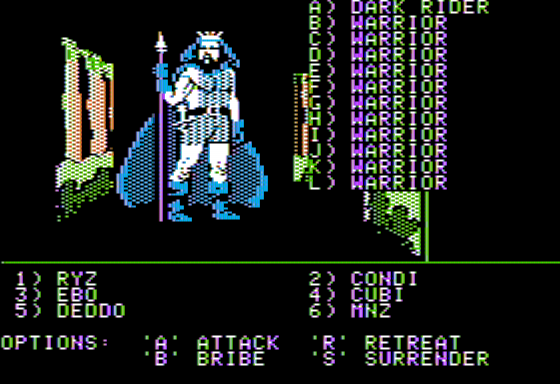 A) DARK RIDER
B) WARRIOR
C) WARRIOR
D) WARRIOR
E) WARRIOR
F) WARRIOR
G) WARRIOR
H) WARRIOR
I) WARRIOR
J) WARRIOR
K) WARRIOR
L) WARRIOR
1) RYZ 2) CONDI
3) EBO 4) CUBI
5) DEDDO 6) MNZ
OPTIONS: 'A' ATTACK 'R' RETREAT
'B' BRIBE 'S' SURRENDER